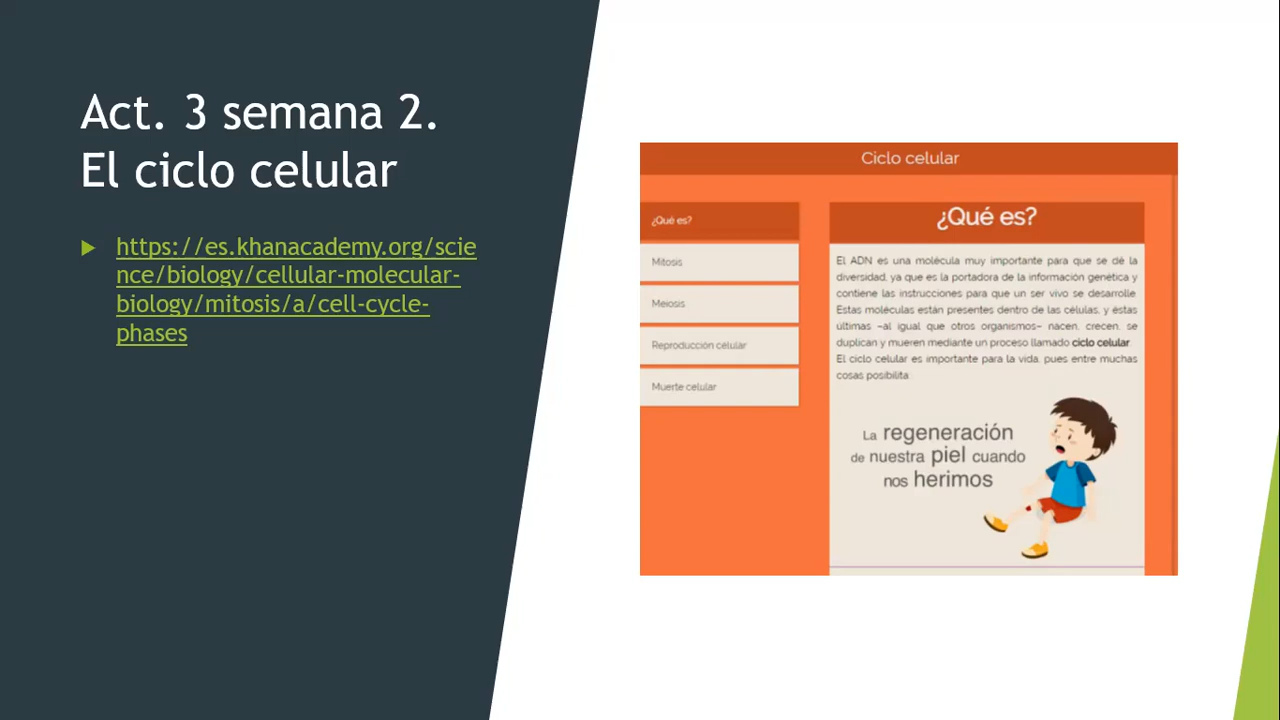 Act. 3 semana 2.
El ciclo celular
https://es.khanacademy.org/scie
nce/biology/cellular-molecular-
biology/mitosis/a/cell-cycle-
phases
Ciclo celular
¿Qué es?
Mitosis
Meiosis
Reproducción celular
Muerte celular
¿Qué es?
El ADN es una molécula muy importante para que se dé la
diversidad, ya que es la portadora de la información genética y
contiene las instrucciones para que un ser vivo se desarrolle.
Estas moléculas están presentes dentro de las células, y éstas
últimas –al igual que otros organismos– nacen, crecen, se
duplican y mueren mediante un proceso llamado ciclo celular.
El ciclo celular es importante para la vida, pues entre muchas
cosas posibilita:
La regeneración
de nuestra piel cuando
nos herimos